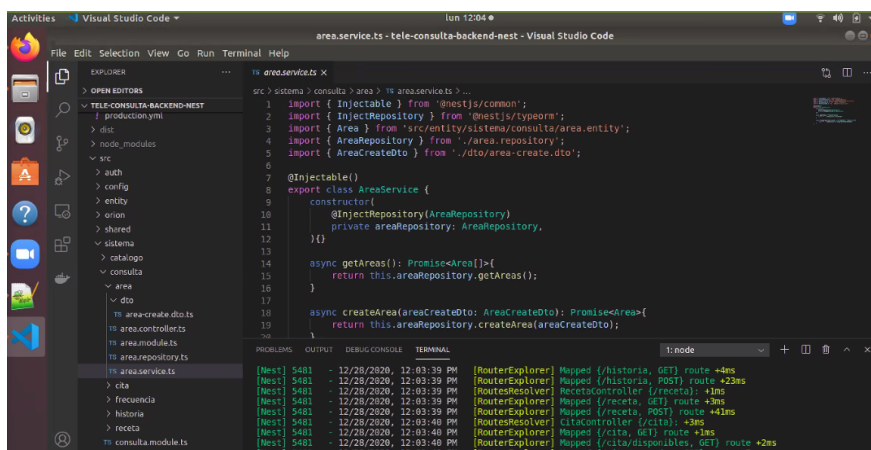 Activities Visual Studio Code lun 12:04
area.service.ts - tele-consulta-backend-nest - Visual Studio Code
File Edit Selection View Go Run Terminal Help
EXPLORER ...
OPEN EDITORS
TELE-CONSULTA-BACKEND-NEST
! production.yml
> dist
> node_modules
src
> auth
> config
> entity
> orion
> shared
sistema
> catalogo
consulta
area
dto
TS area-create.dto.ts
TS area.controller.ts
TS area.module.ts
TS area.repository.ts
TS area.service.ts
> cita
> frecuencia
> historia
> receta
TS consulta.module.ts
TS area.service.ts ×
src > sistema > consulta > area > TS area.service.ts > ...
1 import { Injectable } from '@nestjs/common';
2 import { InjectRepository } from '@nestjs/typeorm';
3 import { Area } from 'src/entity/sistema/consulta/area.entity';
4 import { AreaRepository } from './area.repository';
5 import { AreaCreateDto } from './dto/area-create.dto';
6
7 @Injectable()
8 export class AreaService {
9 constructor(
10 @InjectRepository(AreaRepository)
11 private areaRepository: AreaRepository,
12 ){}
13
14 async getAreas(): Promise<Area[]>{
15 return this.areaRepository.getAreas();
16 }
17
18 async createArea(areaCreateDto: AreaCreateDto): Promise<Area>{
19 return this.areaRepository.createArea(areaCreateDto);
20 }
PROBLEMS OUTPUT DEBUG CONSOLE TERMINAL 1: node
[Nest] 5481 - 12/28/2020, 12:03:39 PM [RouterExplorer] Mapped {/historia, GET} route +4ms
[Nest] 5481 - 12/28/2020, 12:03:39 PM [RouterExplorer] Mapped {/historia, POST} route +23ms
[Nest] 5481 - 12/28/2020, 12:03:39 PM [RoutesResolver] RecetaController {/receta}: +1ms
[Nest] 5481 - 12/28/2020, 12:03:39 PM [RouterExplorer] Mapped {/receta, GET} route +3ms
[Nest] 5481 - 12/28/2020, 12:03:39 PM [RouterExplorer] Mapped {/receta, POST} route +41ms
[Nest] 5481 - 12/28/2020, 12:03:40 PM [RoutesResolver] CitaController {/cita}: +3ms
[Nest] 5481 - 12/28/2020, 12:03:40 PM [RouterExplorer] Mapped {/cita, GET} route +1ms
[Nest] 5481 - 12/28/2020, 12:03:40 PM [RouterExplorer] Mapped {/cita/disponibles, GET} route +2ms